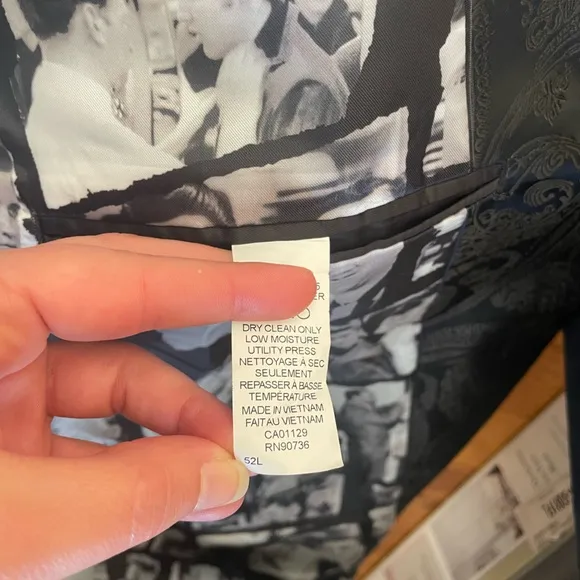 DRY CLEAN ONLY
LOW MOISTURE
UTILITY PRESS
NETTOYAGE À SEC
SEULEMENT
REPASSER À BASSE
TEMPÉRATURE
MADE IN VIETNAM
FAIT AU VIETNAM
CA01129
RN90736
52L